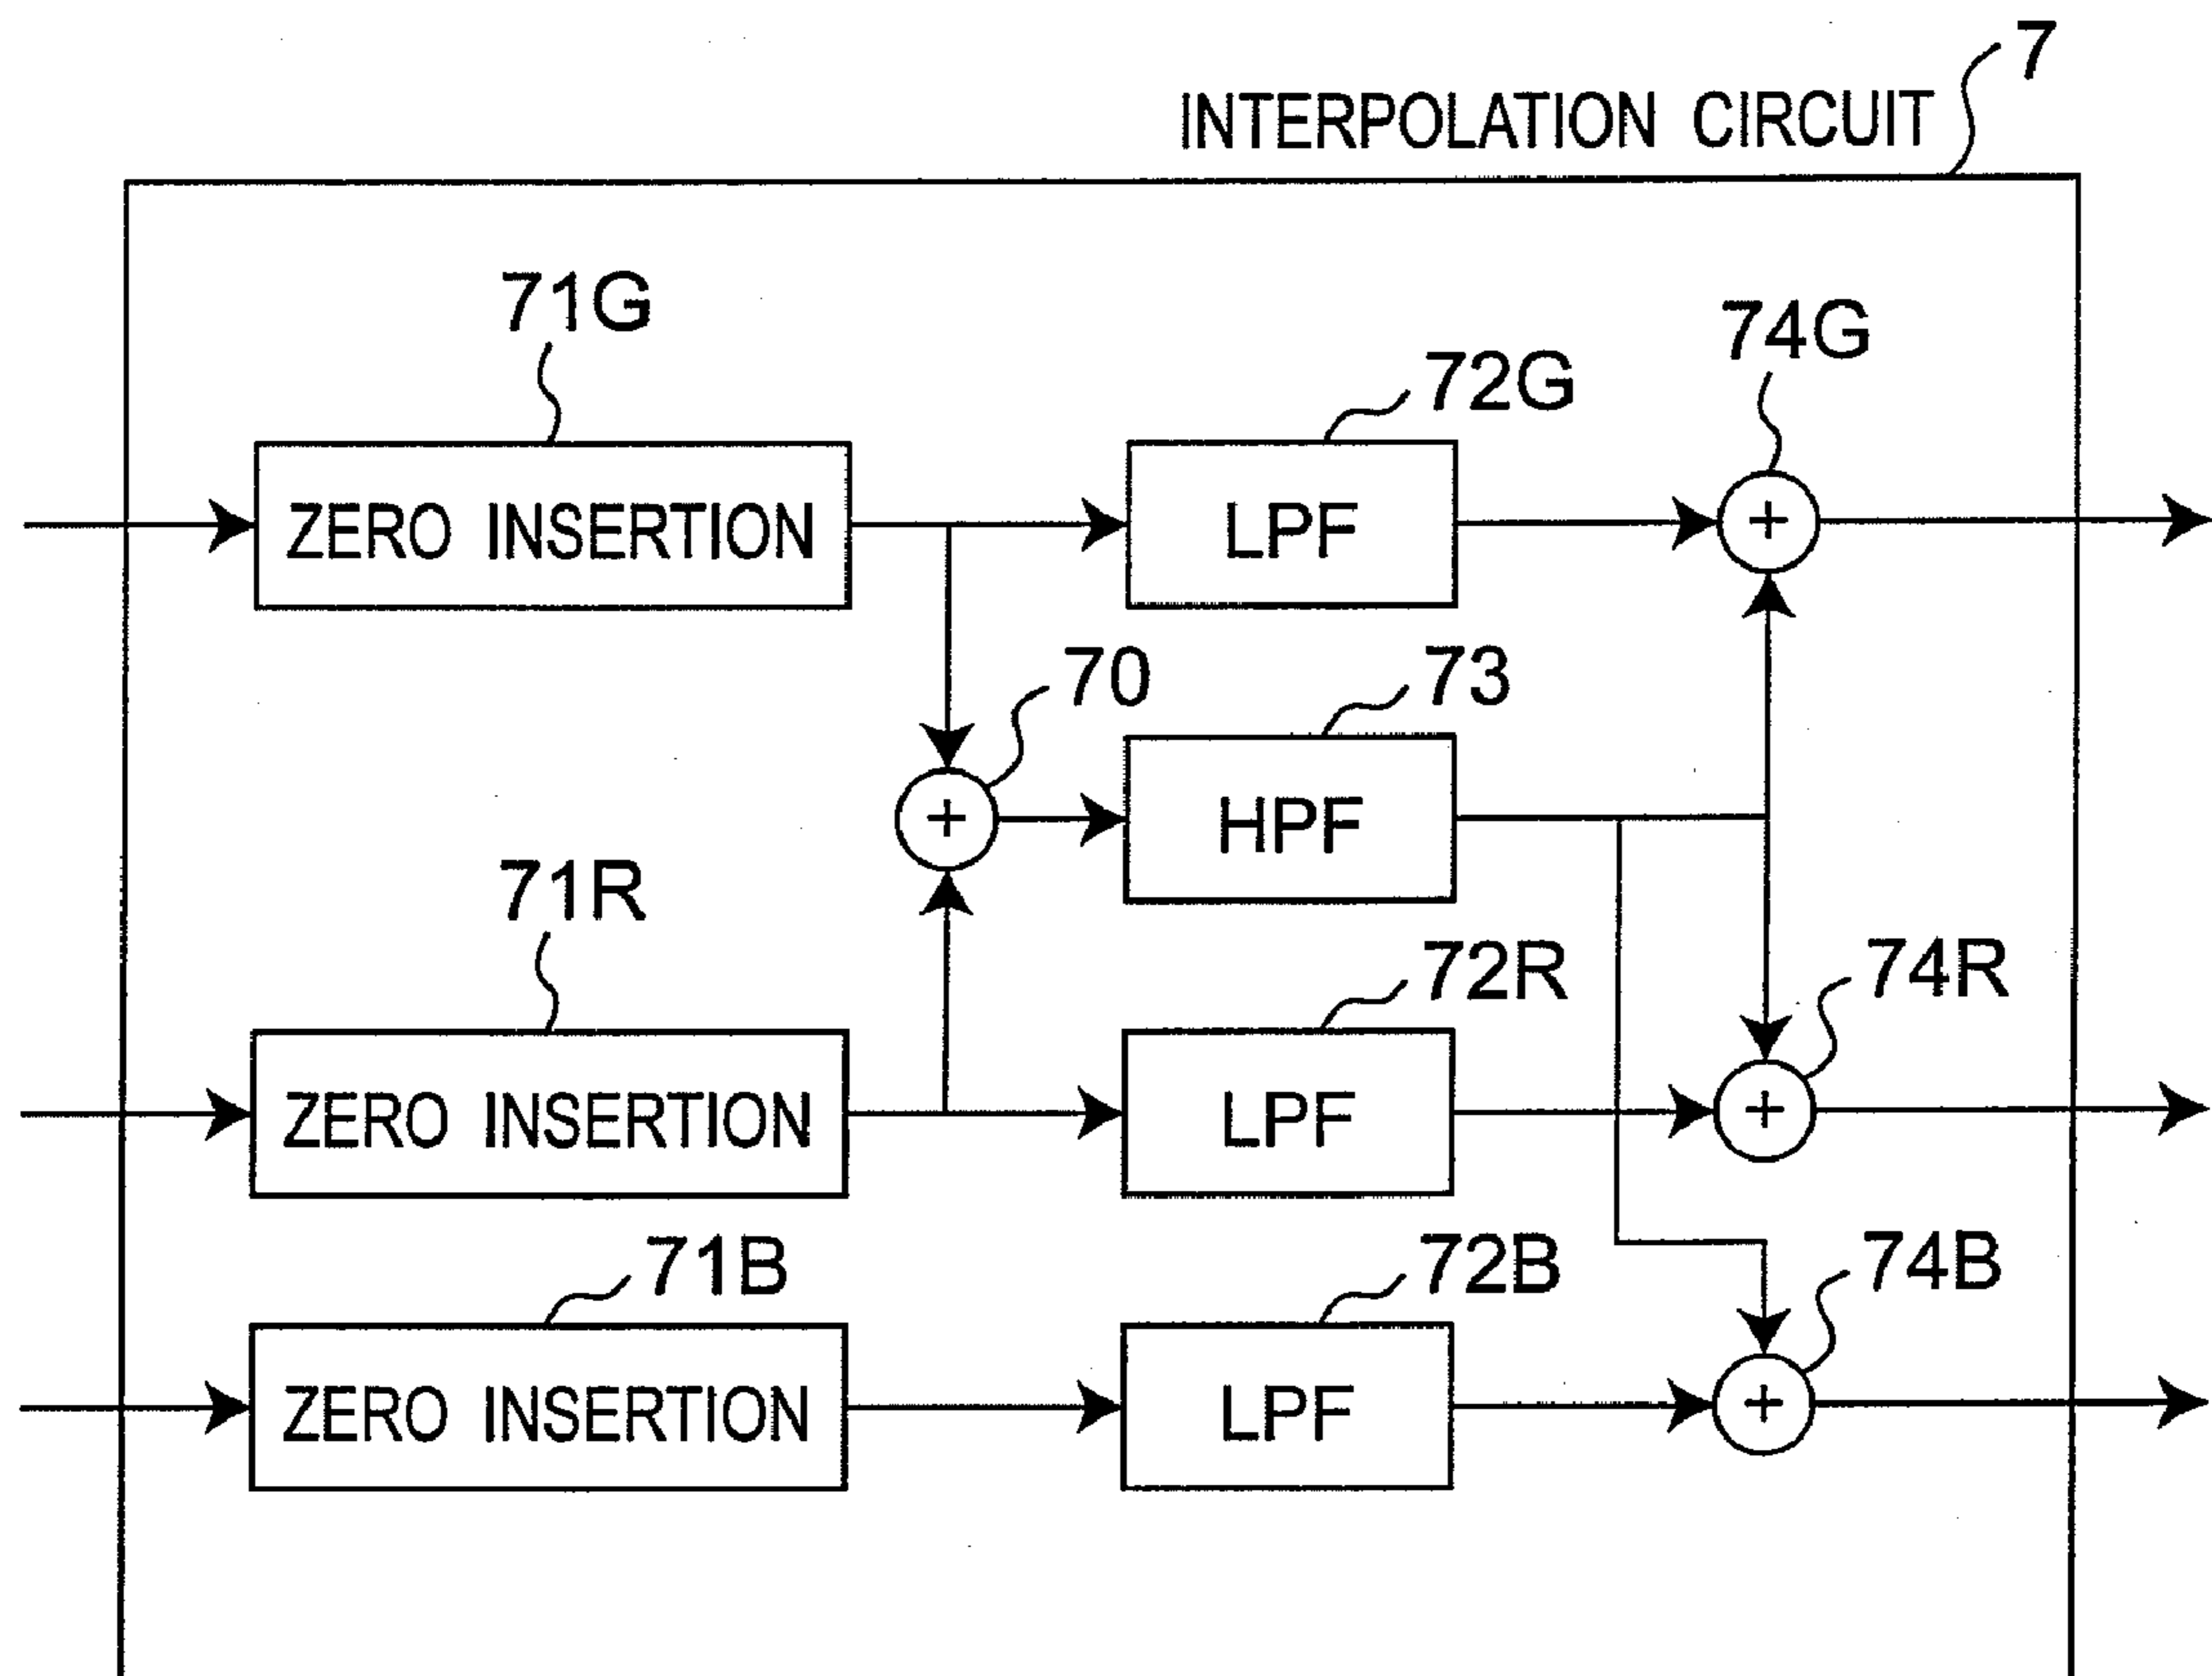 7
INTERPOLATION CIRCUIT
71G
74G
72G
ZERO INSERTION
LPF
+
70
73
+
HPF
71R
72R
74R
ZERO INSERTION
LPF
+
71B
72B
74B
ZERO INSERTION
LPF
+